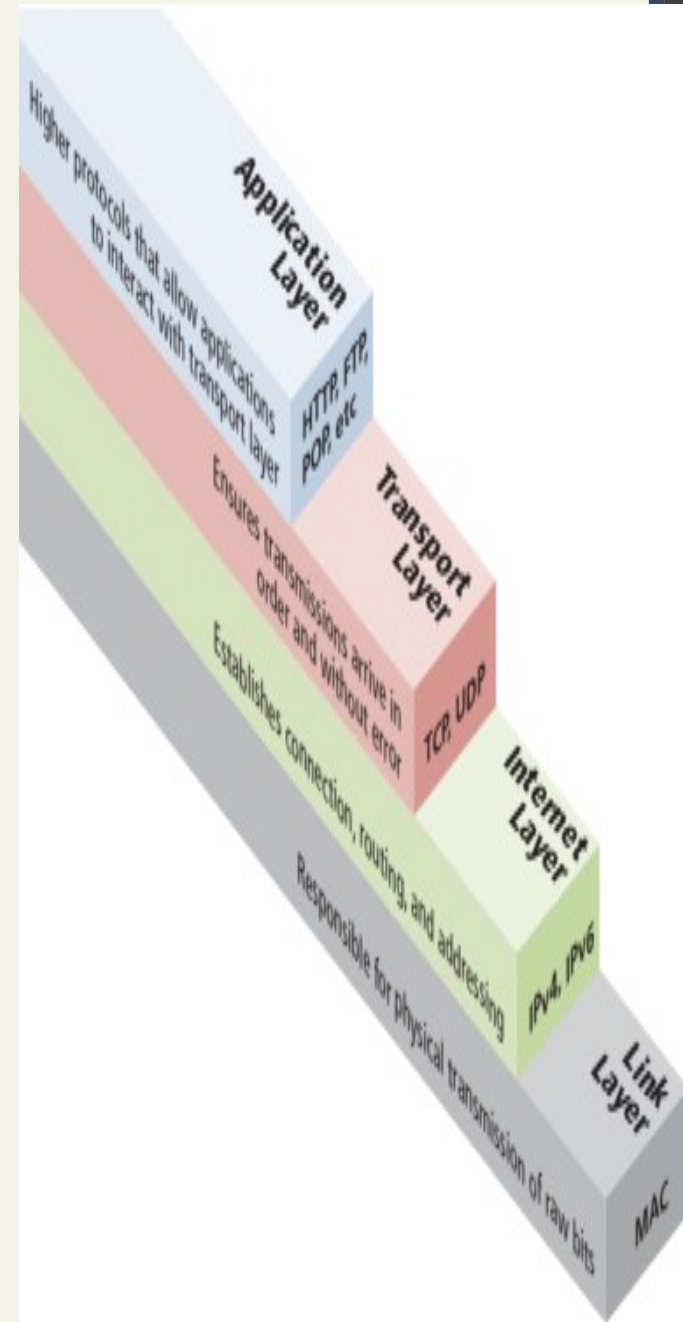 Application
Layer
Higher protocols that allow applications
to interact with transport layer
HTTP, FTP,
POP, etc
Transport
Layer
Ensures transmissions arrive in
order and without error
TCP, UDP
Internet
Layer
Establishes connection, routing, and addressing
IPv4, IPv6
Link
Layer
Responsible for physical transmission of raw bits
MAC